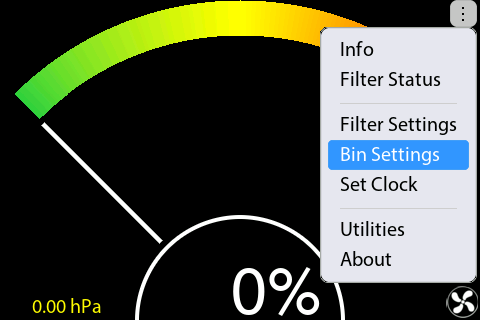 Info
Filter Status
Filter Settings
Bin Settings
Set Clock
Utilities
About
0%
0.00 hPa